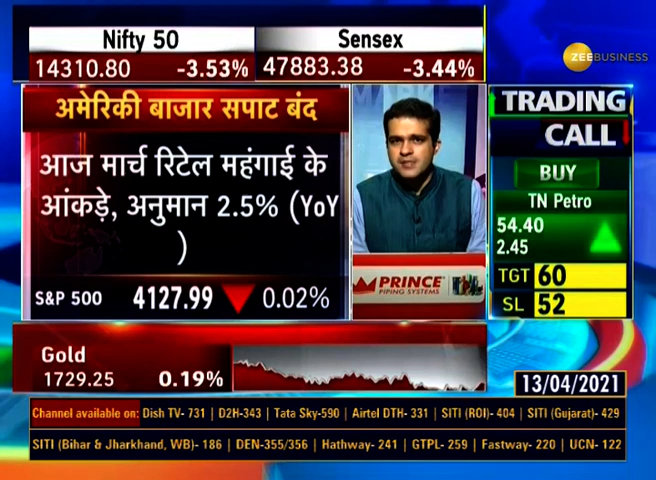 Nifty 50
14310.80 -3.53%
Sensex
47883.38 -3.44%
ZEEBUSINESS
अमेरिकी बाजार सपाट बंद
आज मार्च रिटेल महंगाई के
आंकड़े, अनुमान 2.5% (YoY
)
S&P 500 4127.99 0.02%
PRINCE
PIPING SYSTEMS
TRADING
CALL
BUY
TN Petro
54.40
2.45
TGT 60
SL 52
Gold
1729.25 0.19%
13/04/2021
Channel available on: Dish TV- 731 | D2H-343 | Tata Sky-590 | Airtel DTH- 331 | SITI (ROI)- 404 | SITI (Gujarat)- 429
SITI (Bihar & Jharkhand, WB)- 186 | DEN-355/356 | Hathway- 241 | GTPL- 259 | Fastway- 220 | UCN- 122